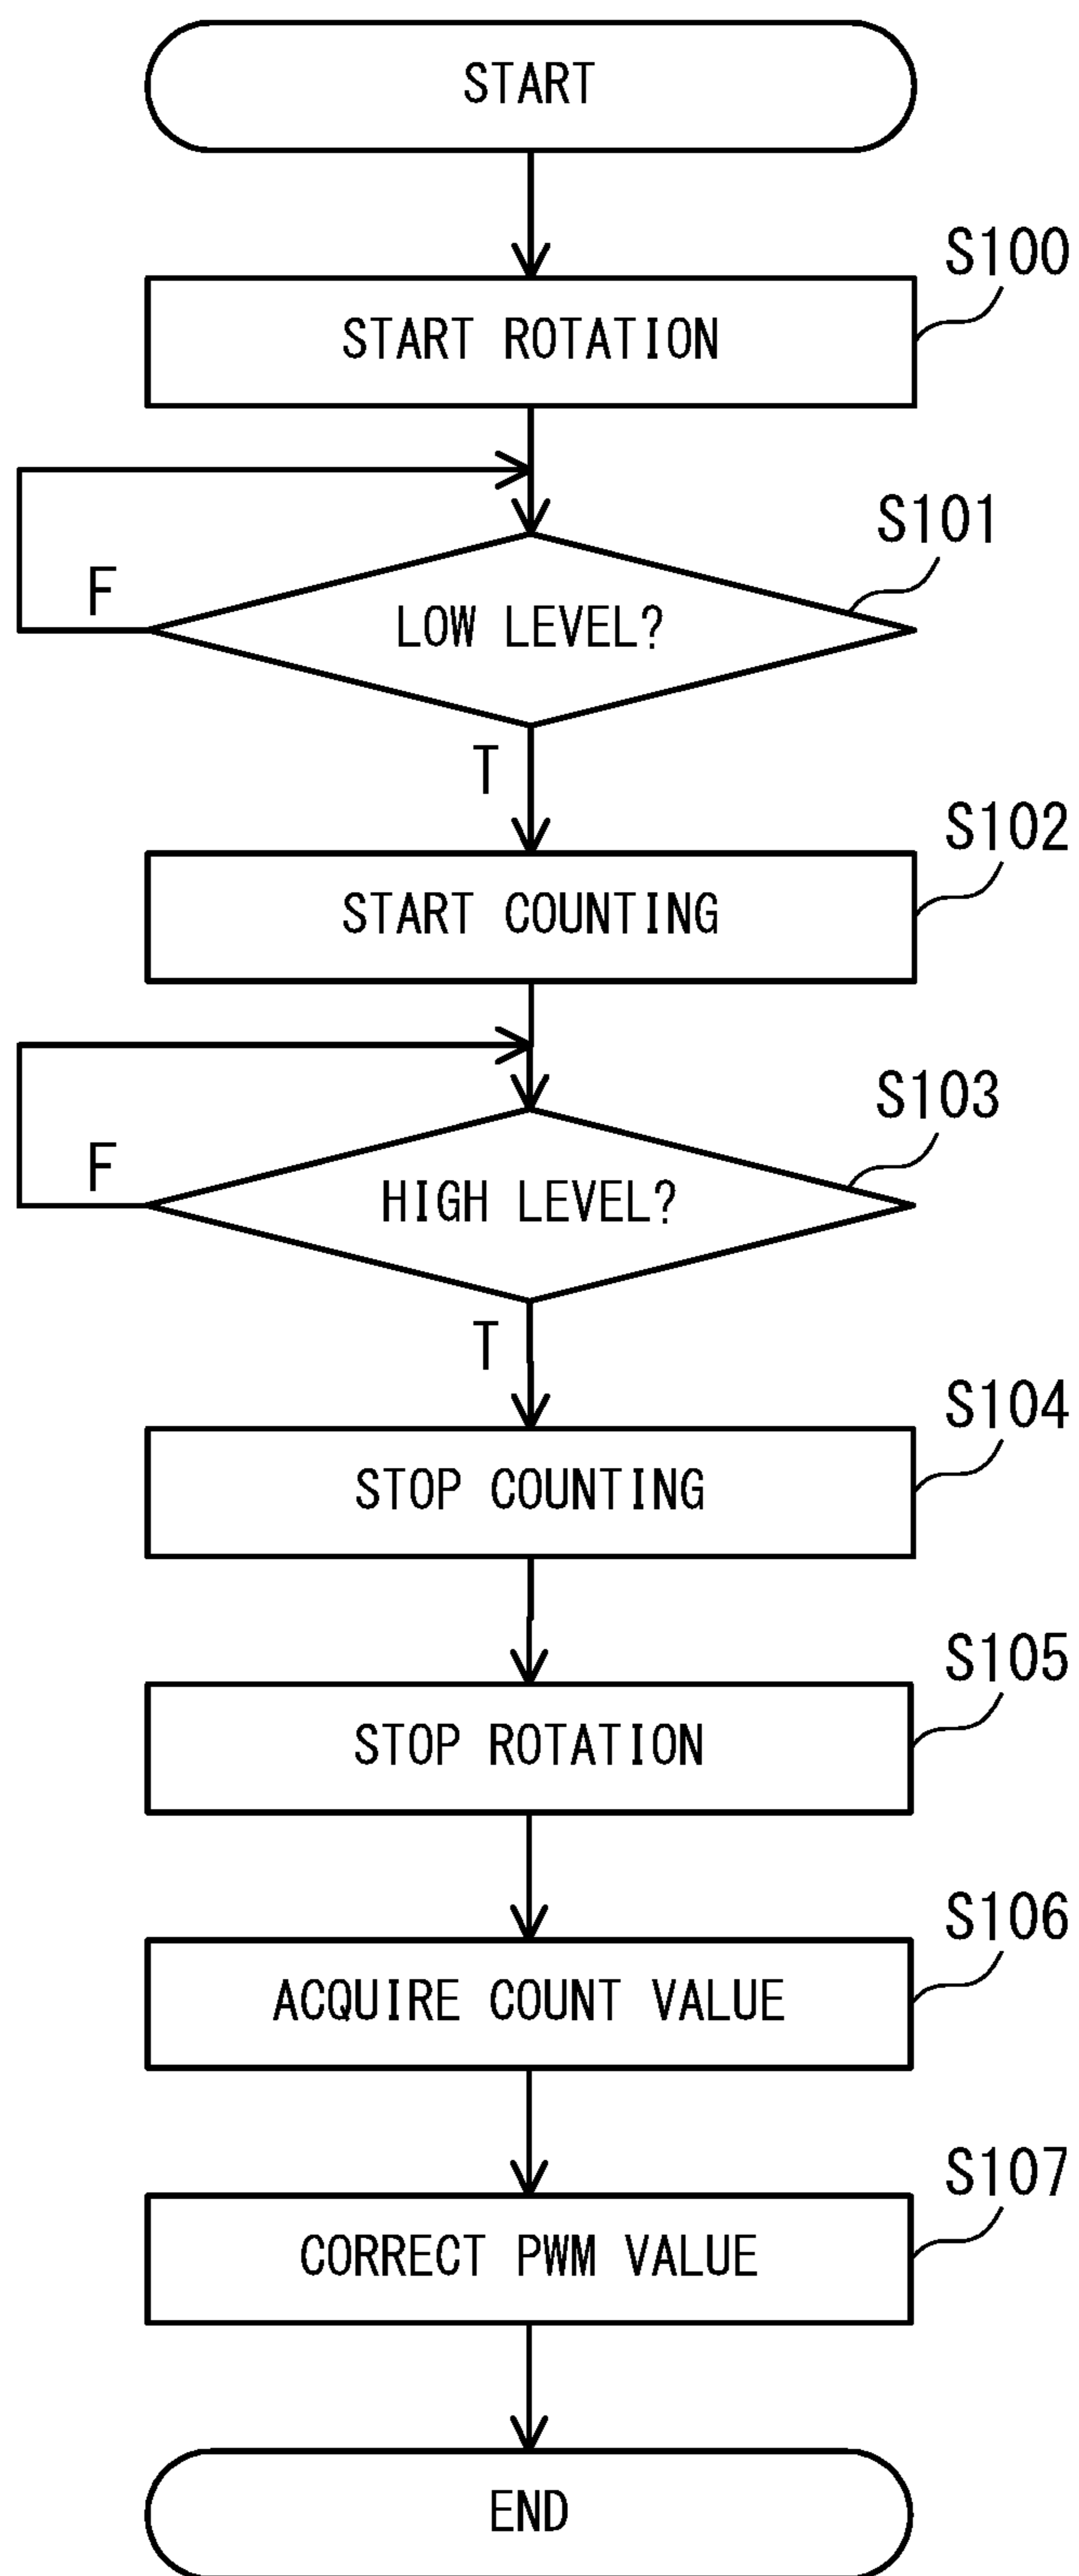 START
S100
START ROTATION
S101
F
LOW LEVEL?
T
S102
START COUNTING
S103
F
HIGH LEVEL?
T
S104
STOP COUNTING
S105
STOP ROTATION
S106
ACQUIRE COUNT VALUE
S107
CORRECT PWM VALUE
END